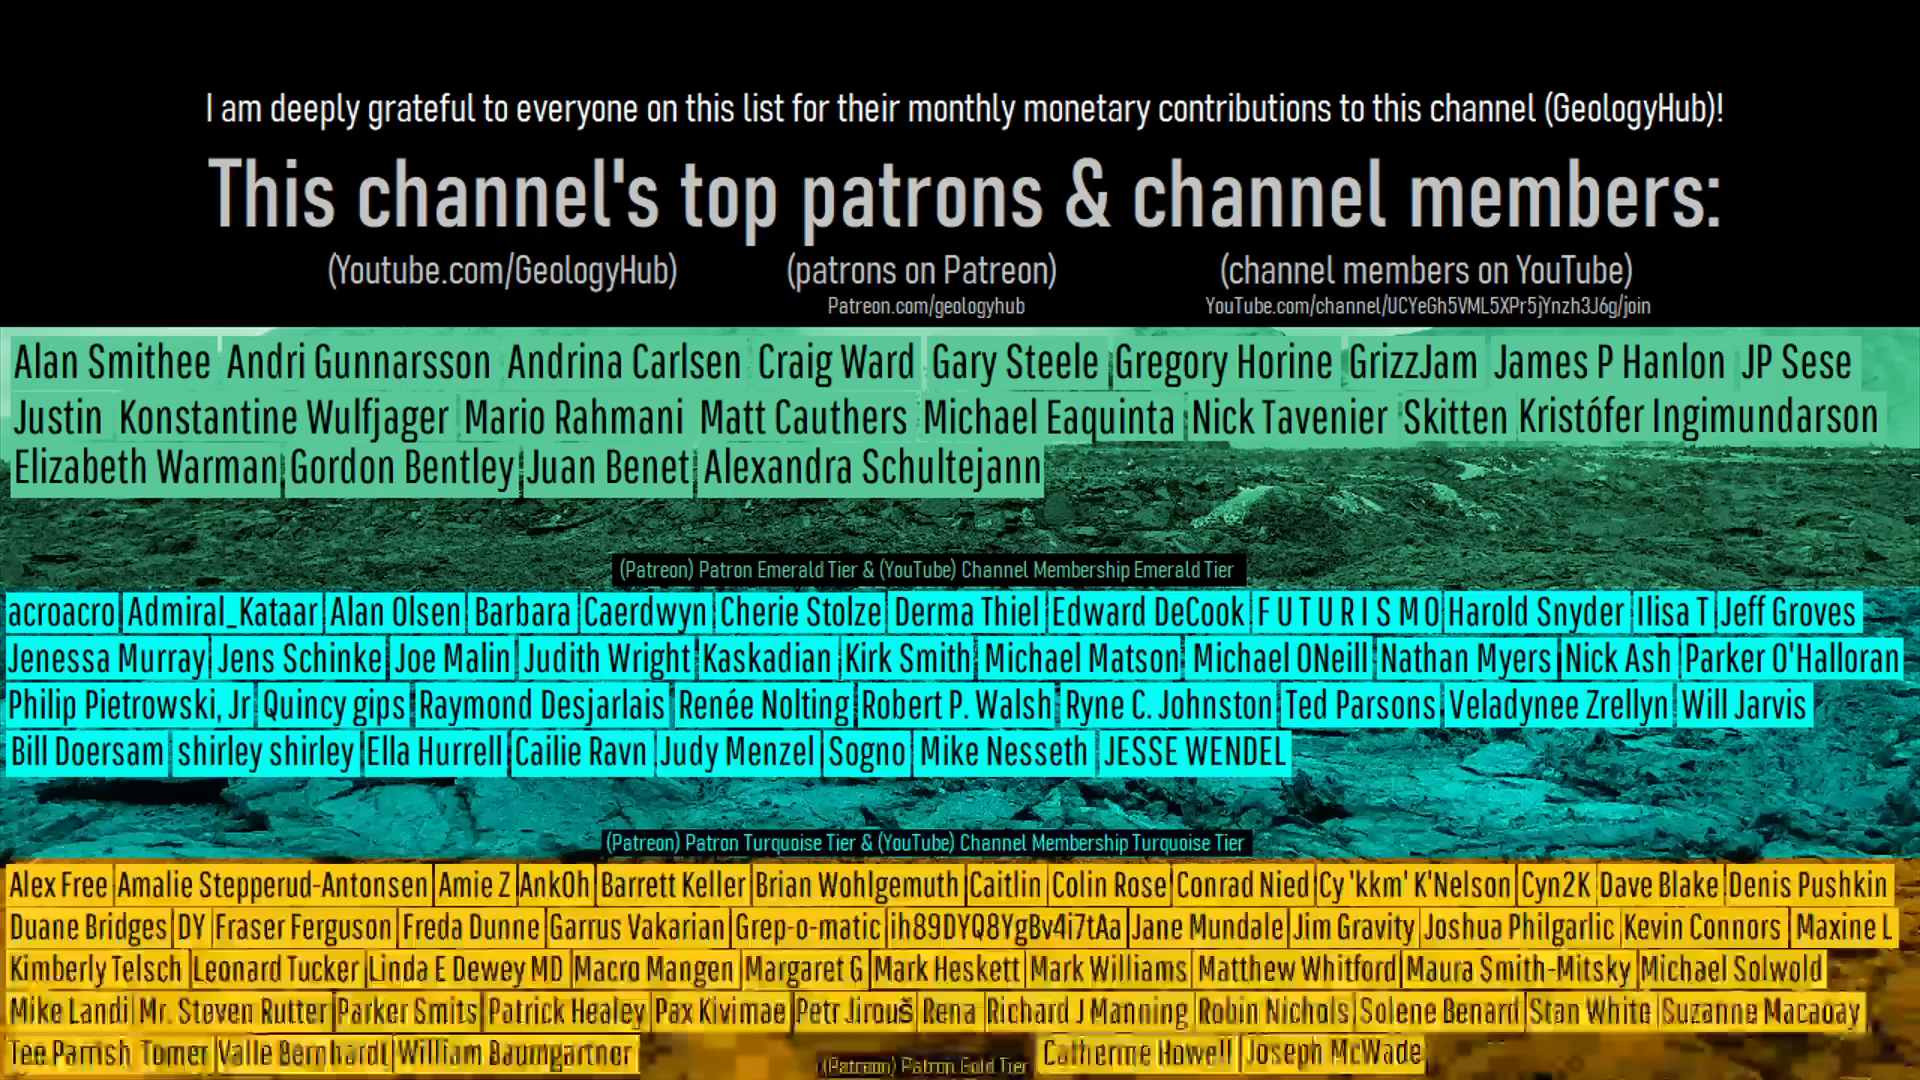 I am deeply grateful to everyone on this list for their monthly monetary contributions to this channel (GeologyHub)!
This channel's top patrons & channel members:
(Youtube.com/GeologyHub) (patrons on Patreon) (channel members on YouTube)
Patreon.com/geologyhub YouTube.com/channel/UCYeGh5VML5XPr5jYnzh3J6g/join
Alan Smithee Andri Gunnarsson Andrina Carlsen Craig Ward Gary Steele Gregory Horine GrizzJam James P Hanlon JP Sese
Justin Konstantine Wulfjager Mario Rahmani Matt Cauthers Michael Eaquinta Nick Tavenier Skitten Kristófer Ingimundarson
Elizabeth Warman Gordon Bentley Juan Benet Alexandra Schultejann
(Patreon) Patron Emerald Tier & (YouTube) Channel Membership Emerald Tier
acroacro Admiral_Kataar Alan Olsen Barbara Caerdwyn Cherie Stolze Derma Thiel Edward DeCook F U T U R I S M O Harold Snyder Ilisa T Jeff Groves
Jenessa Murray Jens Schinke Joe Malin Judith Wright Kaskadian Kirk Smith Michael Matson Michael ONeill Nathan Myers Nick Ash Parker O'Halloran
Philip Pietrowski, Jr Quincy gips Raymond Desjarlais Renée Nolting Robert P. Walsh Ryne C. Johnston Ted Parsons Veladynee Zrellyn Will Jarvis
Bill Doersam shirley shirley Ella Hurrell Cailie Ravn Judy Menzel Sogno Mike Nesseth JESSE WENDEL
(Patreon) Patron Turquoise Tier & (YouTube) Channel Membership Turquoise Tier
Alex Free Amalie Stepperud-Antonsen Amie Z AnkOh Barrett Keller Brian Wohlgemuth Caitlin Colin Rose Conrad Nied Cy 'kkm' K'Nelson Cyn2K Dave Blake Denis Pushkin
Duane Bridges DY Fraser Ferguson Freda Dunne Garrus Vakarian Grep-o-matic ih89DYQ8YgBv4i7tAa Jane Mundale Jim Gravity Joshua Philgarlic Kevin Connors Maxine L
Kimberly Telsch Leonard Tucker Linda E Dewey MD Macro Mangen Margaret G Mark Heskett Mark Williams Matthew Whitford Maura Smith-Mitsky Michael Solwold
Mike Landi Mr. Steven Rutter Parker Smits Patrick Healey Pax Kivimae Petr Jirouš Rena Richard J Manning Robin Nichols Solene Benard Stan White Suzanne Macaoay
Tee Parrish Tomer Valle Bernhardt William Baumgartner Catherine Howell Joseph McWade
(Patreon) Patron Gold Tier